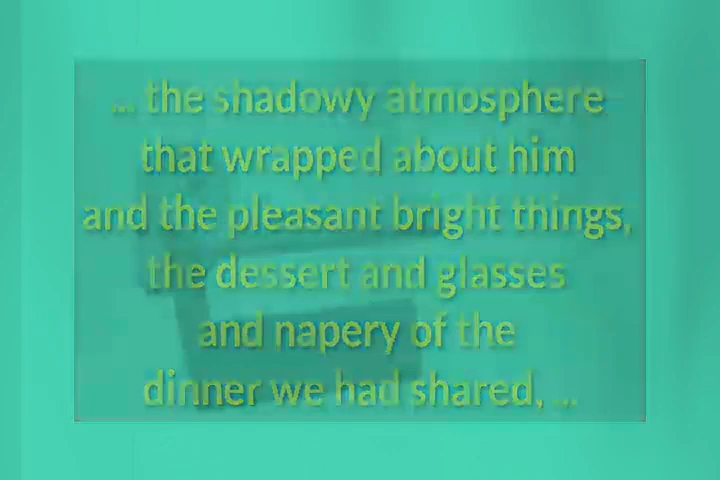 ... the shadowy atmosphere
that wrapped about him
and the pleasant bright things,
the dessert and glasses
and napery of the
dinner we had shared, ...